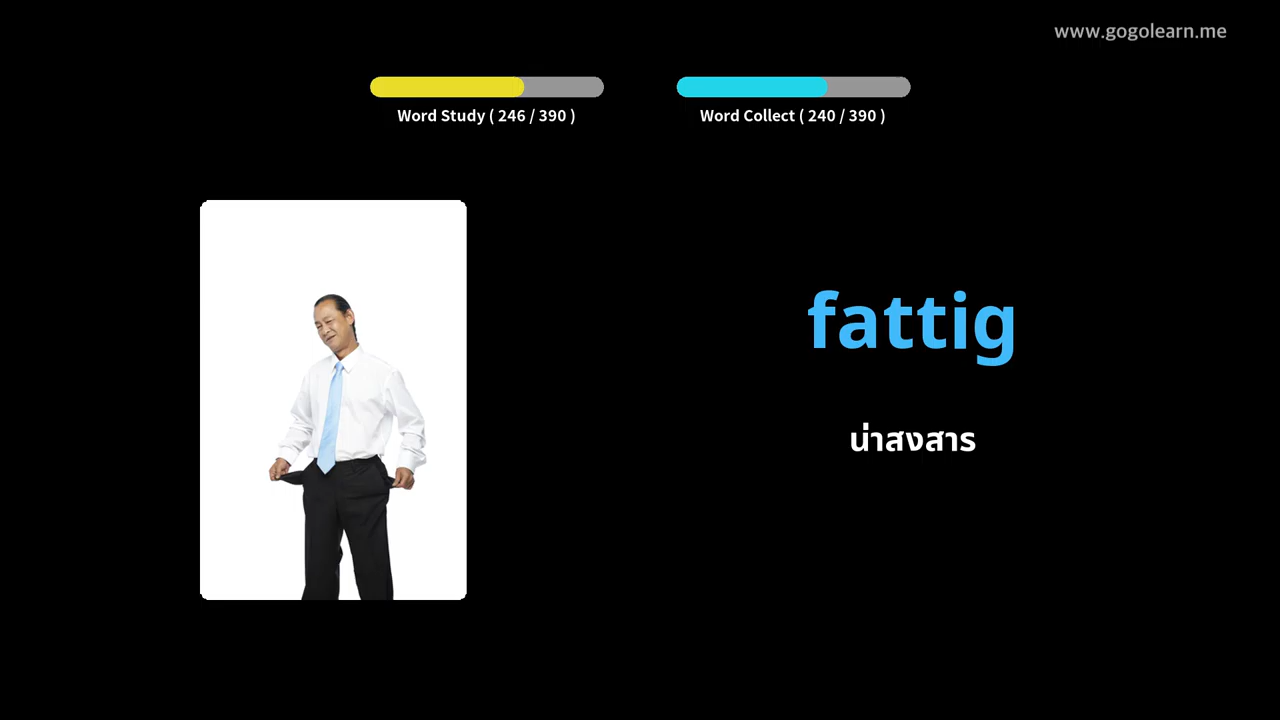 www.gogolearn.me
Word Study ( 246 / 390 )
Word Collect ( 240 / 390 )
fattig
น่าสงสาร